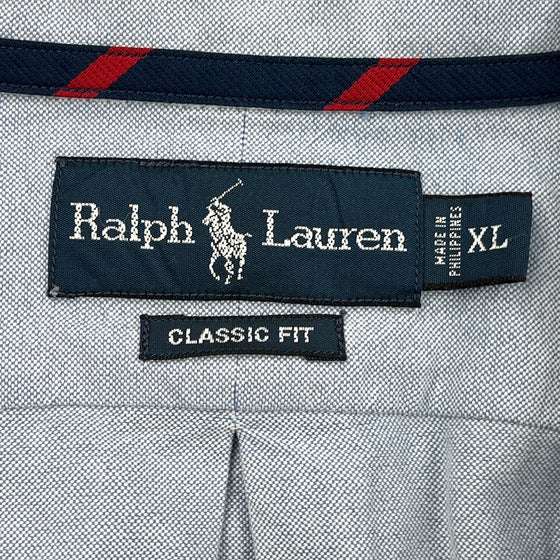 Ralph Lauren
MADE IN
PHILIPPINES
XL
CLASSIC FIT